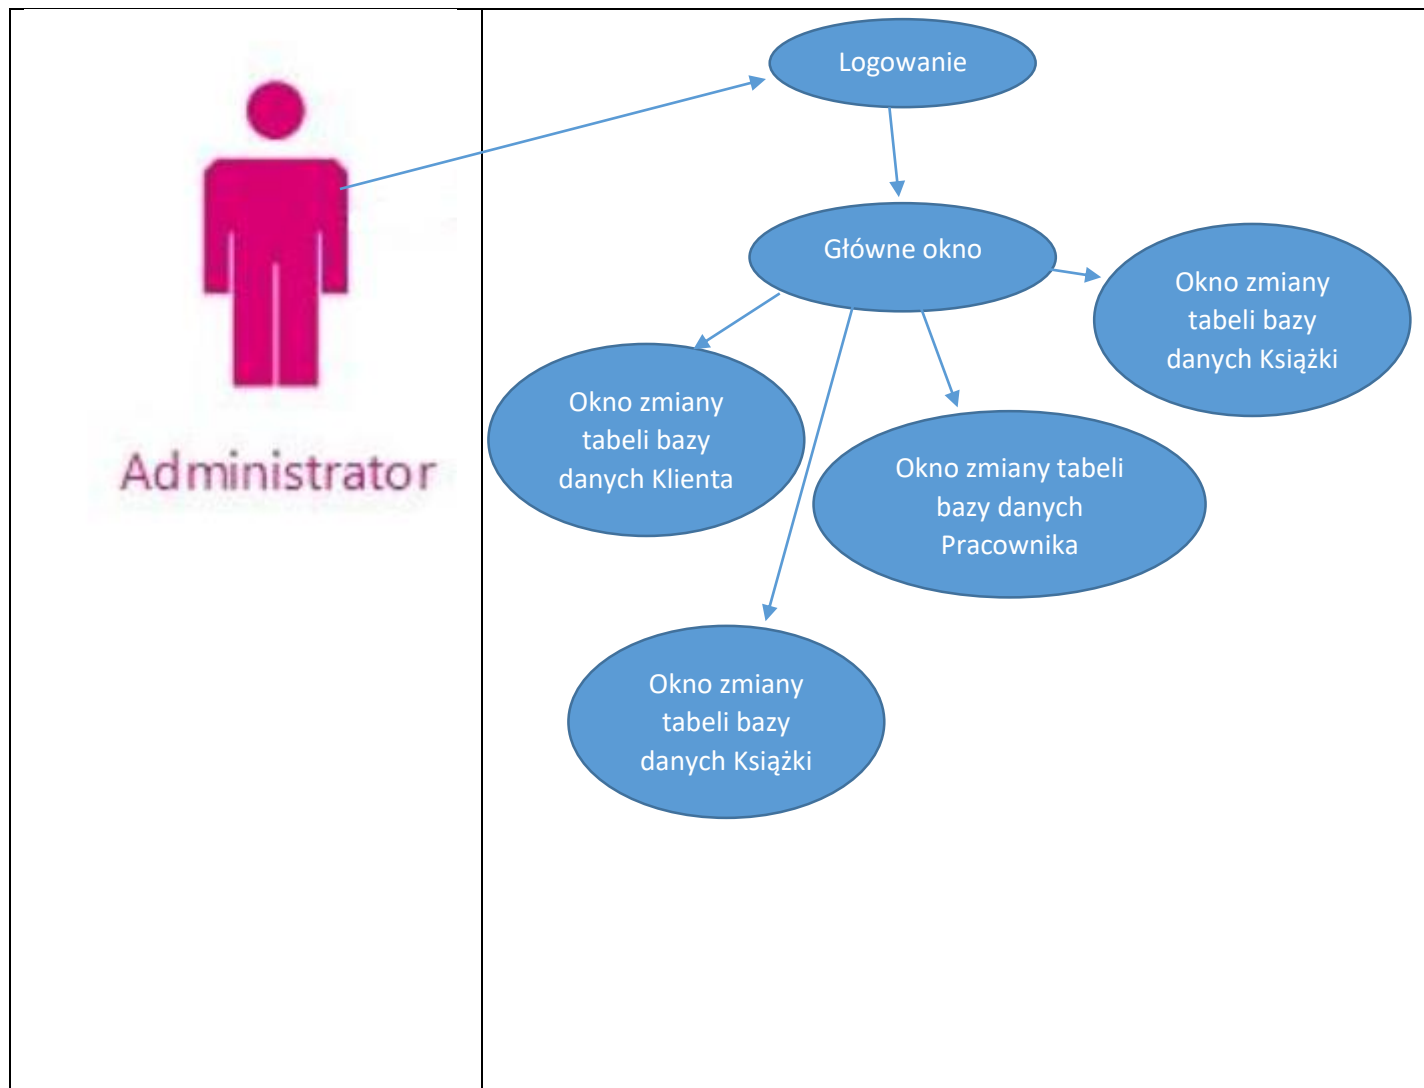 Administrator
Logowanie
Główne okno
Okno zmiany
tabeli bazy
danych Książki
Okno zmiany
tabeli bazy
danych Klienta
Okno zmiany tabeli
bazy danych
Pracownika
Okno zmiany
tabeli bazy
danych Książki